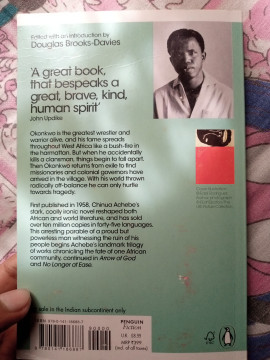 Edited with an Introduction by
Douglas Brooks-Davies
'A great book,
that bespeaks a
great, brave, kind,
human spirit'
John Updike
Okonkwo is the greatest wrestler and
warrior alive, and his fame spreads
throughout West Africa like a bush-fire in
the harmattan. But when he accidentally
kills a clansman, things begin to fall apart.
Then Okonkwo returns from exile to find
missionaries and colonial governors have
arrived in the village. With his world thrown
radically off-balance he can only hurtle
towards tragedy.
First published in 1958, Chinua Achebe's
stark, coolly ironic novel reshaped both
African and world literature, and has sold
over ten million copies in forty-five languages.
This arresting parable of a proud but
powerless man witnessing the ruin of his
people begins Achebe's landmark trilogy
of works chronicling the fate of one African
community, continued in Arrow of God
and No Longer at Ease.
sale in the Indian subcontinent only
90000
PENGUIN
Fiction